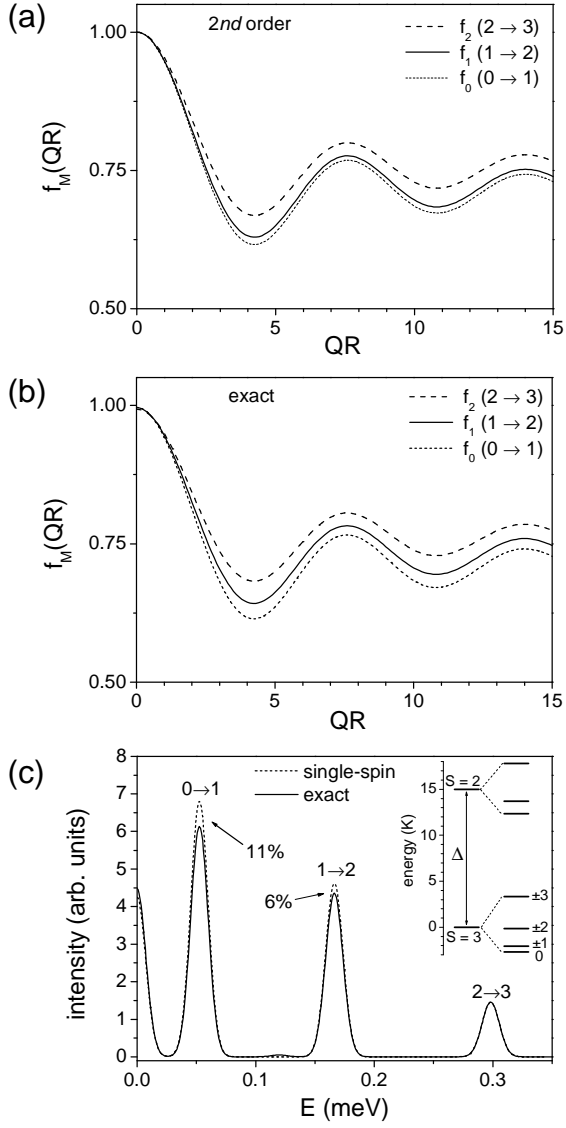 (a)
2nd order
f₂ (2 → 3)
f₁ (1 → 2)
f₀ (0 → 1)
1.00
0.75
0.50
f_M(QR)
0
5
10
15
QR
(b)
exact
f₂ (2 → 3)
f₁ (1 → 2)
f₀ (0 → 1)
1.00
0.75
0.50
f_M(QR)
0
5
10
15
QR
(c)
single-spin
exact
8
7
6
5
4
3
2
1
0
intensity (arb. units)
0→1
11%
1→2
6%
2→3
0.0
0.1
0.2
0.3
E (meV)
energy (K)
15
10
5
0
S = 2
Δ
S = 3
±3
±2
±1
0